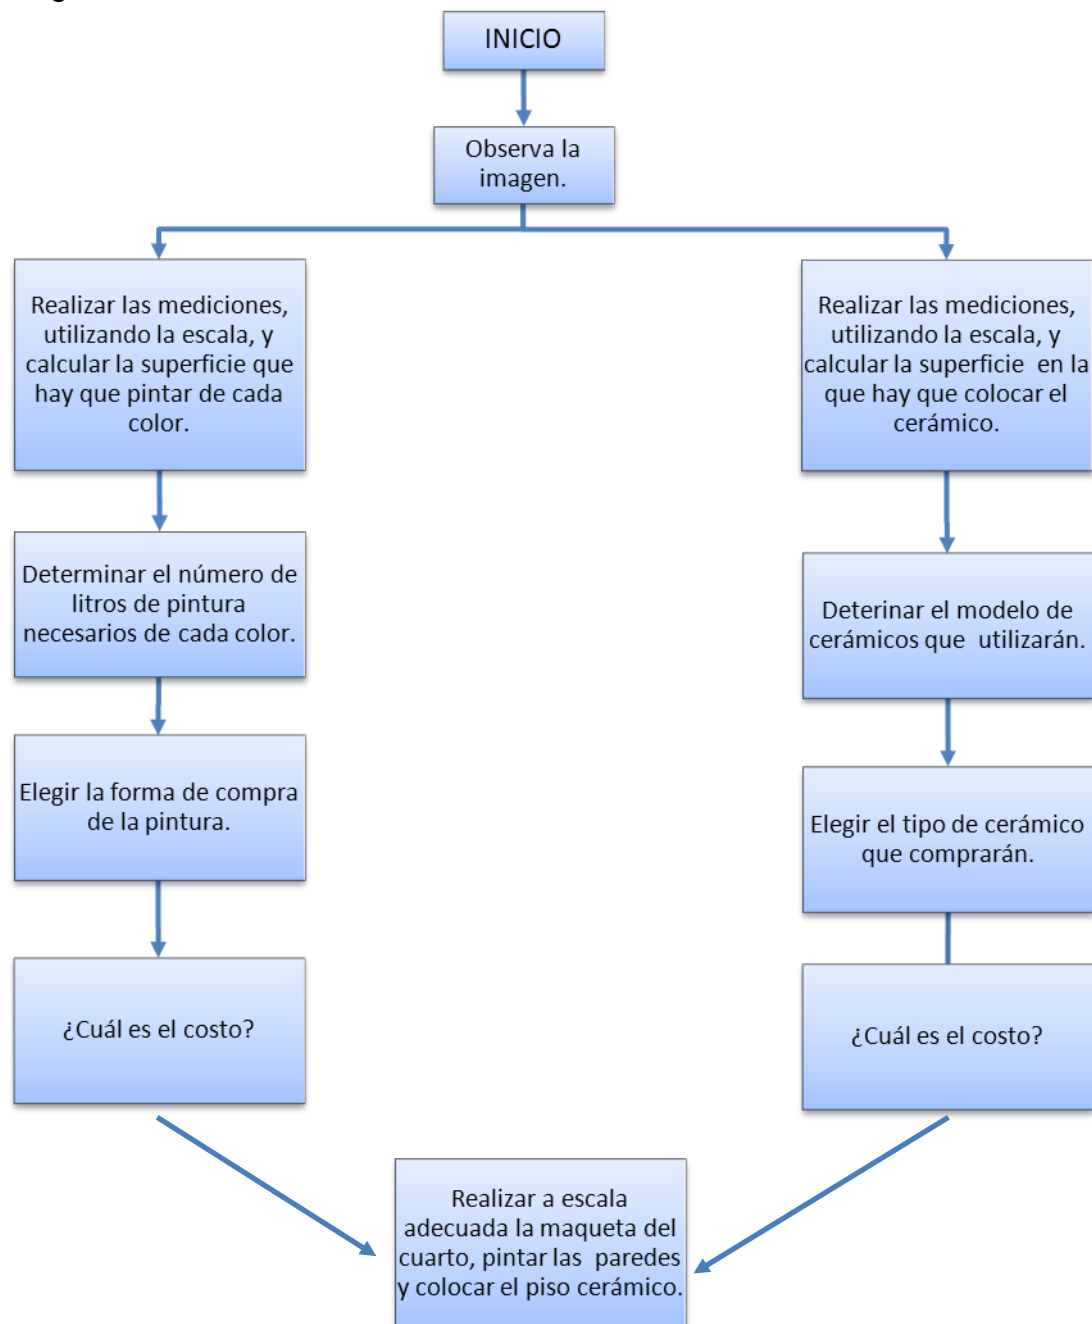 INICIO
Observa la
imagen.
Realizar las mediciones,
utilizando la escala, y
calcular la superficie que
hay que pintar de cada
color.
Determinar el número de
litros de pintura
necesarios de cada color.
Elegir la forma de compra
de la pintura.
¿Cuál es el costo?
Realizar las mediciones,
utilizando la escala, y
calcular la superficie en la
que hay que colocar el
cerámico.
Deterinar el modelo de
cerámicos que utilizarán.
Elegir el tipo de cerámico
que comprarán.
¿Cuál es el costo?
Realizar a escala
adecuada la maqueta del
cuarto, pintar las paredes
y colocar el piso cerámico.